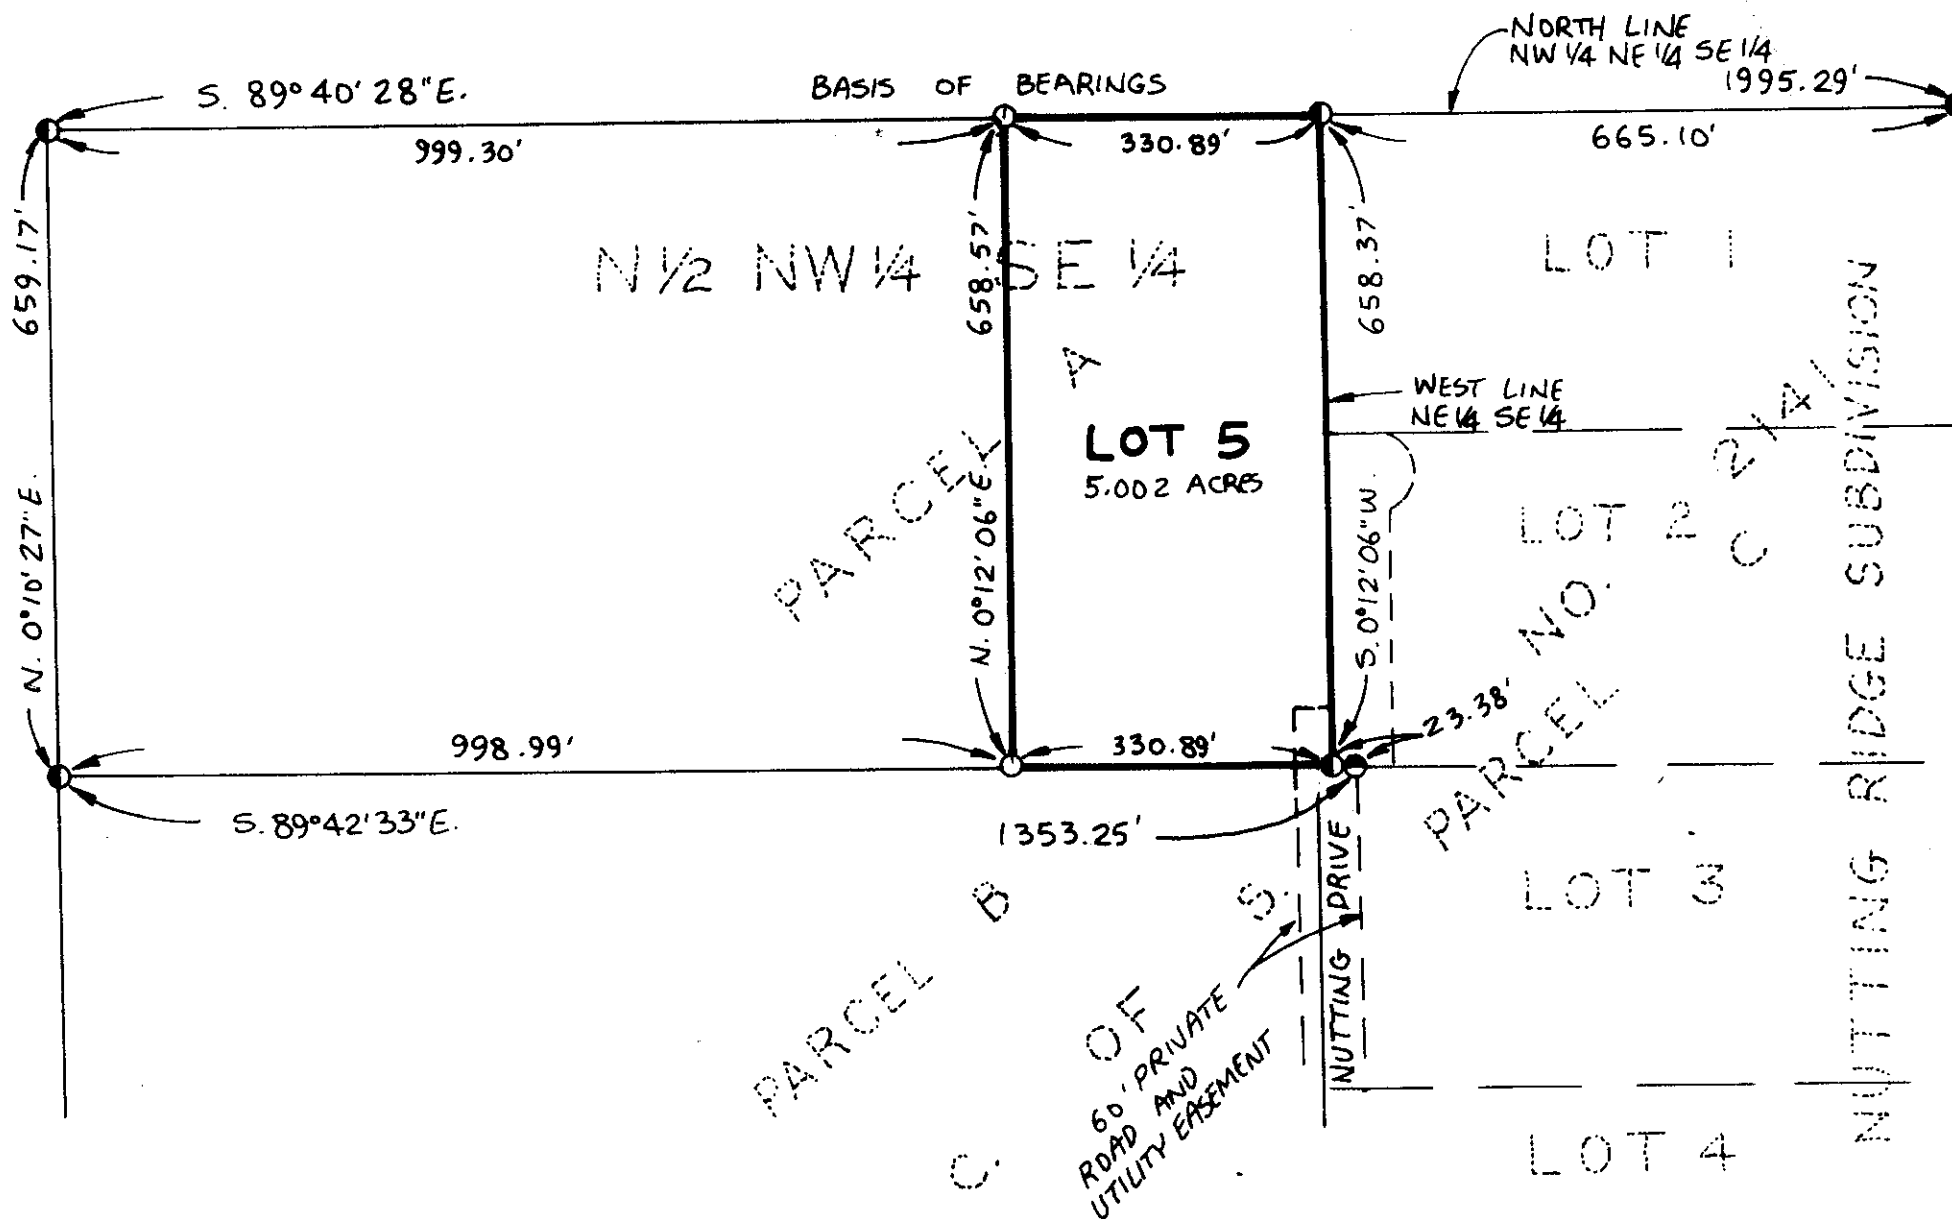 NORTH LINE
NW 1/4 NE 1/4 SE 1/4
1995.29'
S. 89°40'28"E.
BASIS OF BEARINGS
999.30'
330.89'
665.10'
659.17'
N. 0°10'27"E.
N 1/2 NW 1/4 SE 1/4
658.57'
N. 0°12'06"E.
658.37'
S. 0°12'06"W.
LOT 1
WEST LINE
NE 1/4 SE 1/4
LOT 5
5.002 ACRES
PARCEL A
LOT 2
PARCEL C
C. OF S. NO. 214
NUTTING RIDGE SUBDIVISION
998.99'
330.89'
23.38'
S. 89°42'33"E.
1353.25'
PARCEL B
NUTTING DRIVE
LOT 3
60' PRIVATE
ROAD AND
UTILITY EASEMENT
LOT 4